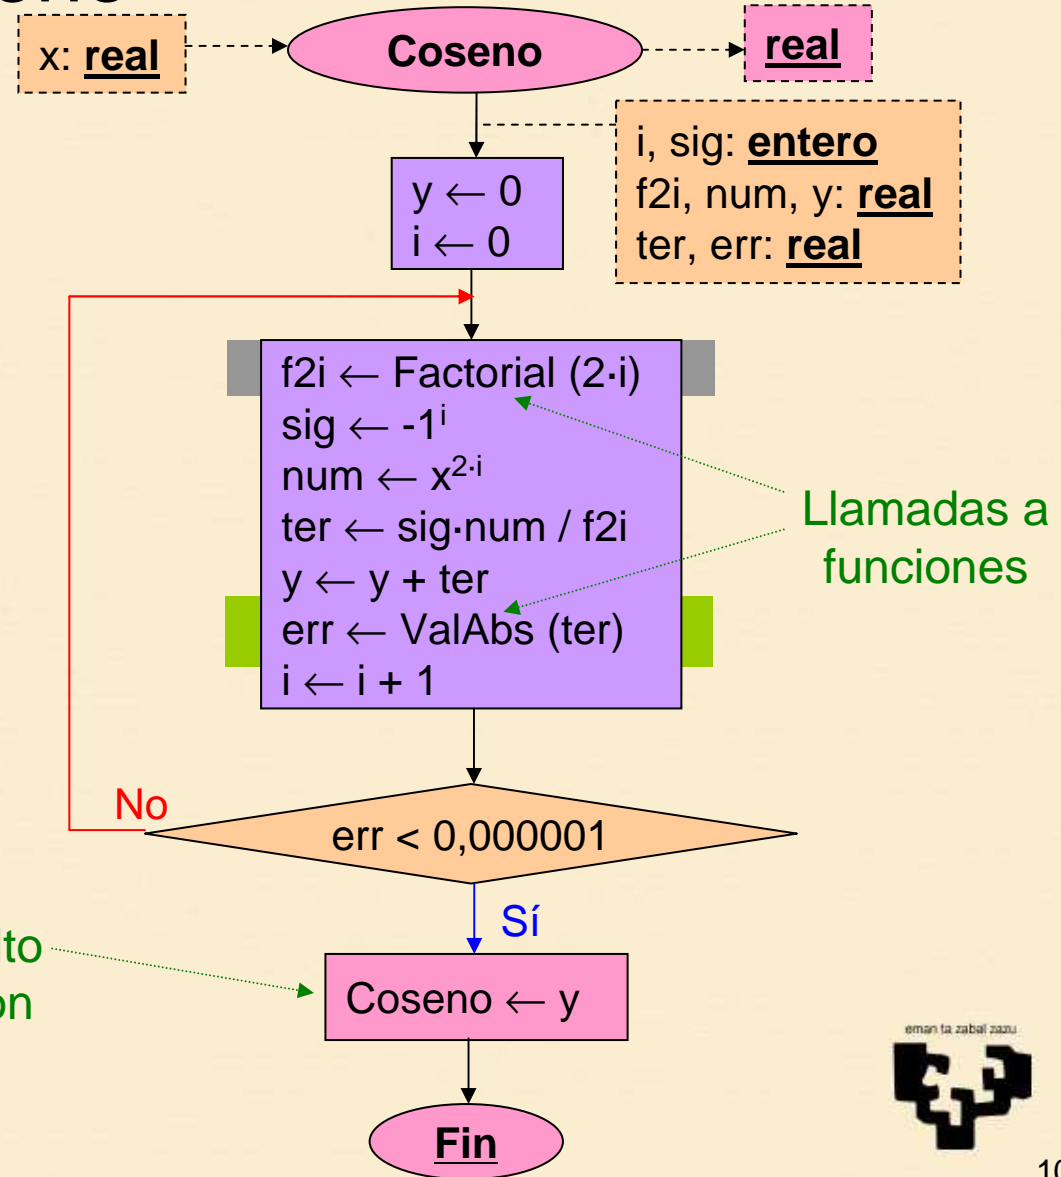 x: real
Coseno
real
i, sig: entero
f2i, num, y: real
ter, err: real
y ← 0
i ← 0
f2i ← Factorial (2·i)
sig ← -1ⁱ
num ← x²·ⁱ
ter ← sig·num / f2i
y ← y + ter
err ← ValAbs (ter)
i ← i + 1
Llamadas a
funciones
No
err < 0,000001
Sí
Coseno ← y
Fin
eman ta zabal zazu
10